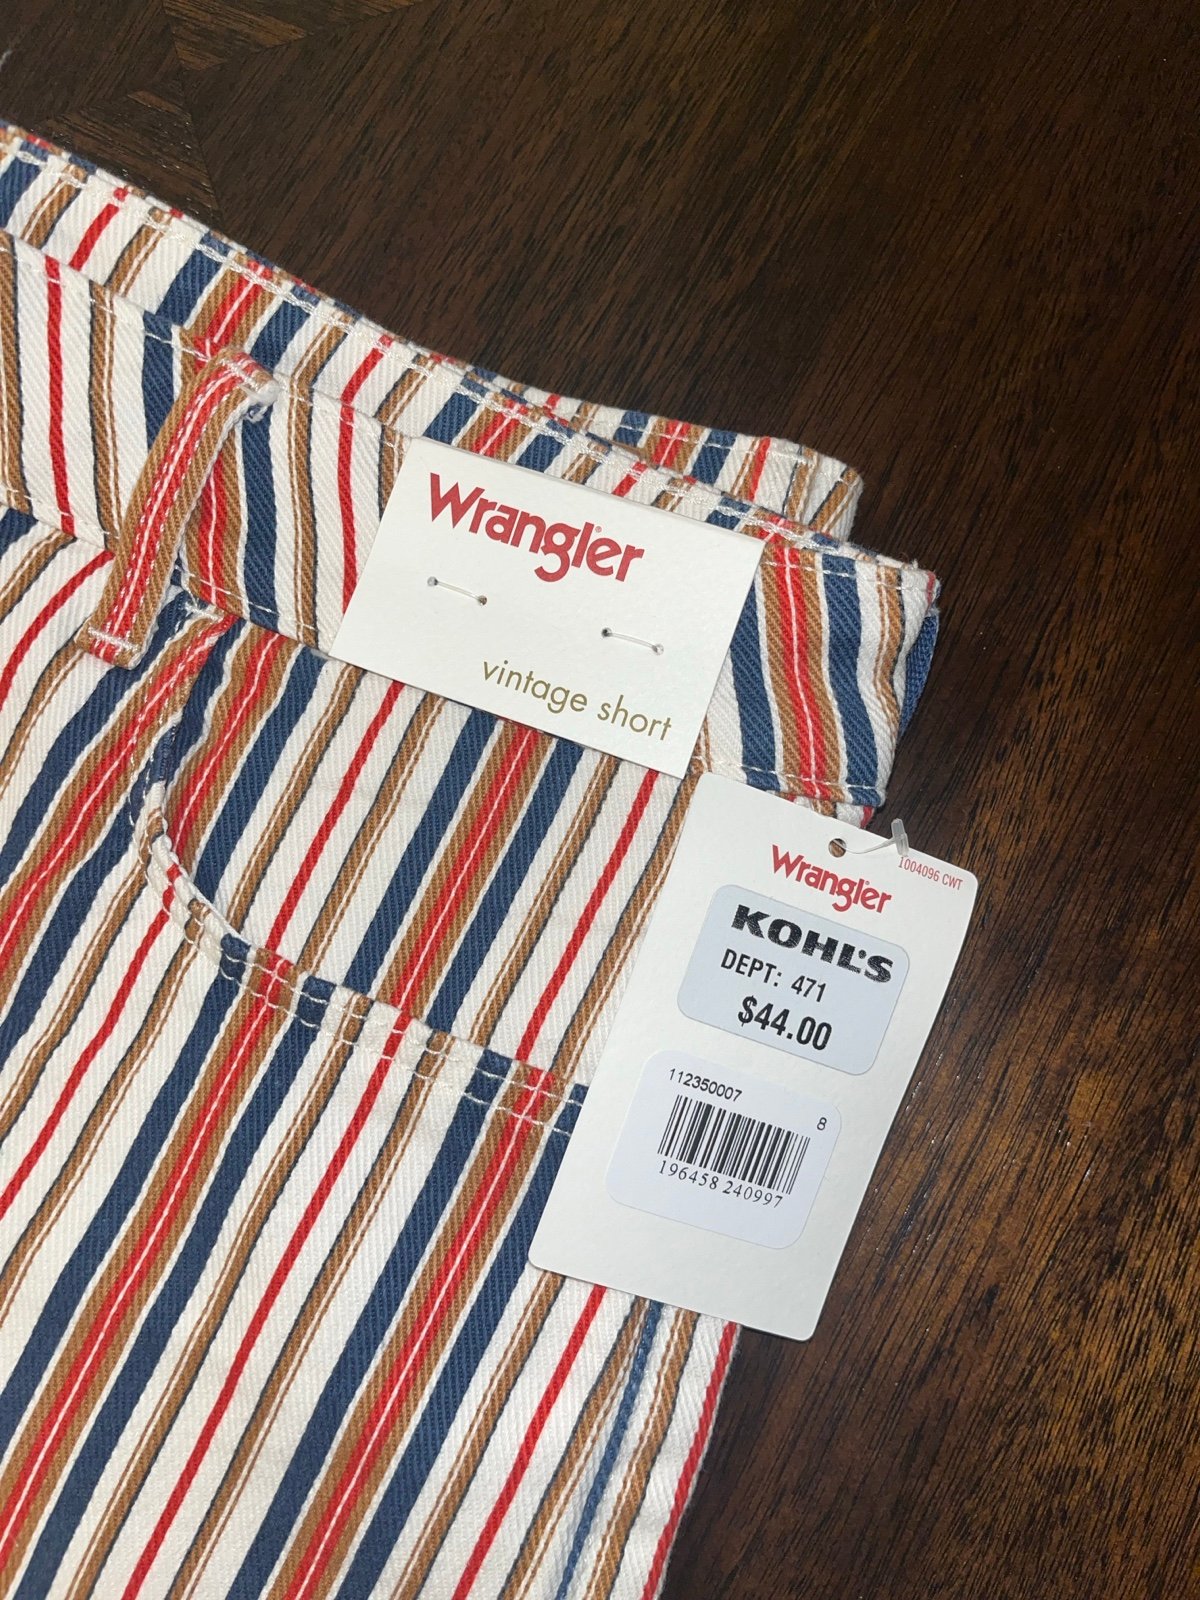 Wrangler
vintage short
Wrangler
1004096 CWT
KOHL'S
DEPT: 471
$44.00
112350007
8
196458 240997